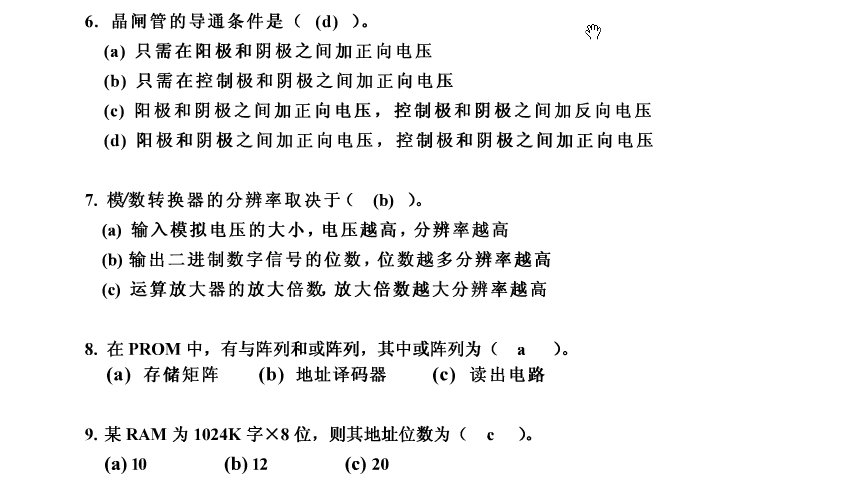 6. 晶闸管的导通条件是（ (d) ）。
(a) 只需在阳极和阴极之间加正向电压
(b) 只需在控制极和阴极之间加正向电压
(c) 阳极和阴极之间加正向电压，控制极和阴极之间加反向电压
(d) 阳极和阴极之间加正向电压，控制极和阴极之间加正向电压
7. 模/数转换器的分辨率取决于（ (b) ）。
(a) 输入模拟电压的大小，电压越高，分辨率越高
(b) 输出二进制数字信号的位数，位数越多分辨率越高
(c) 运算放大器的放大倍数，放大倍数越大分辨率越高
8. 在 PROM 中，有与阵列和或阵列，其中或阵列为（ a ）。
(a) 存储矩阵 (b) 地址译码器 (c) 读出电路
9. 某 RAM 为 1024K 字×8 位，则其地址位数为（ c ）。
(a) 10 (b) 12 (c) 20